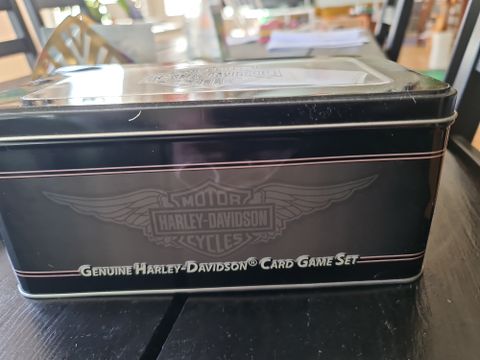 MOTOR
HARLEY-DAVIDSON
CYCLES
GENUINE HARLEY-DAVIDSON® CARD GAME SET